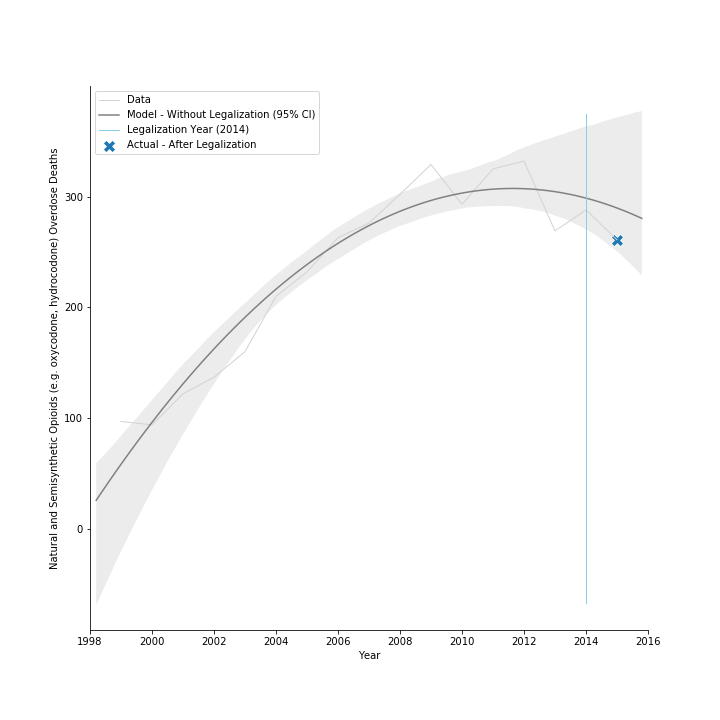 Data
Model - Without Legalization (95% CI)
Legalization Year (2014)
Actual - After Legalization
Natural and Semisynthetic Opioids (e.g. oxycodone, hydrocodone) Overdose Deaths
300
200
100
0
1998 2000 2002 2004 2006 2008 2010 2012 2014 2016
Year